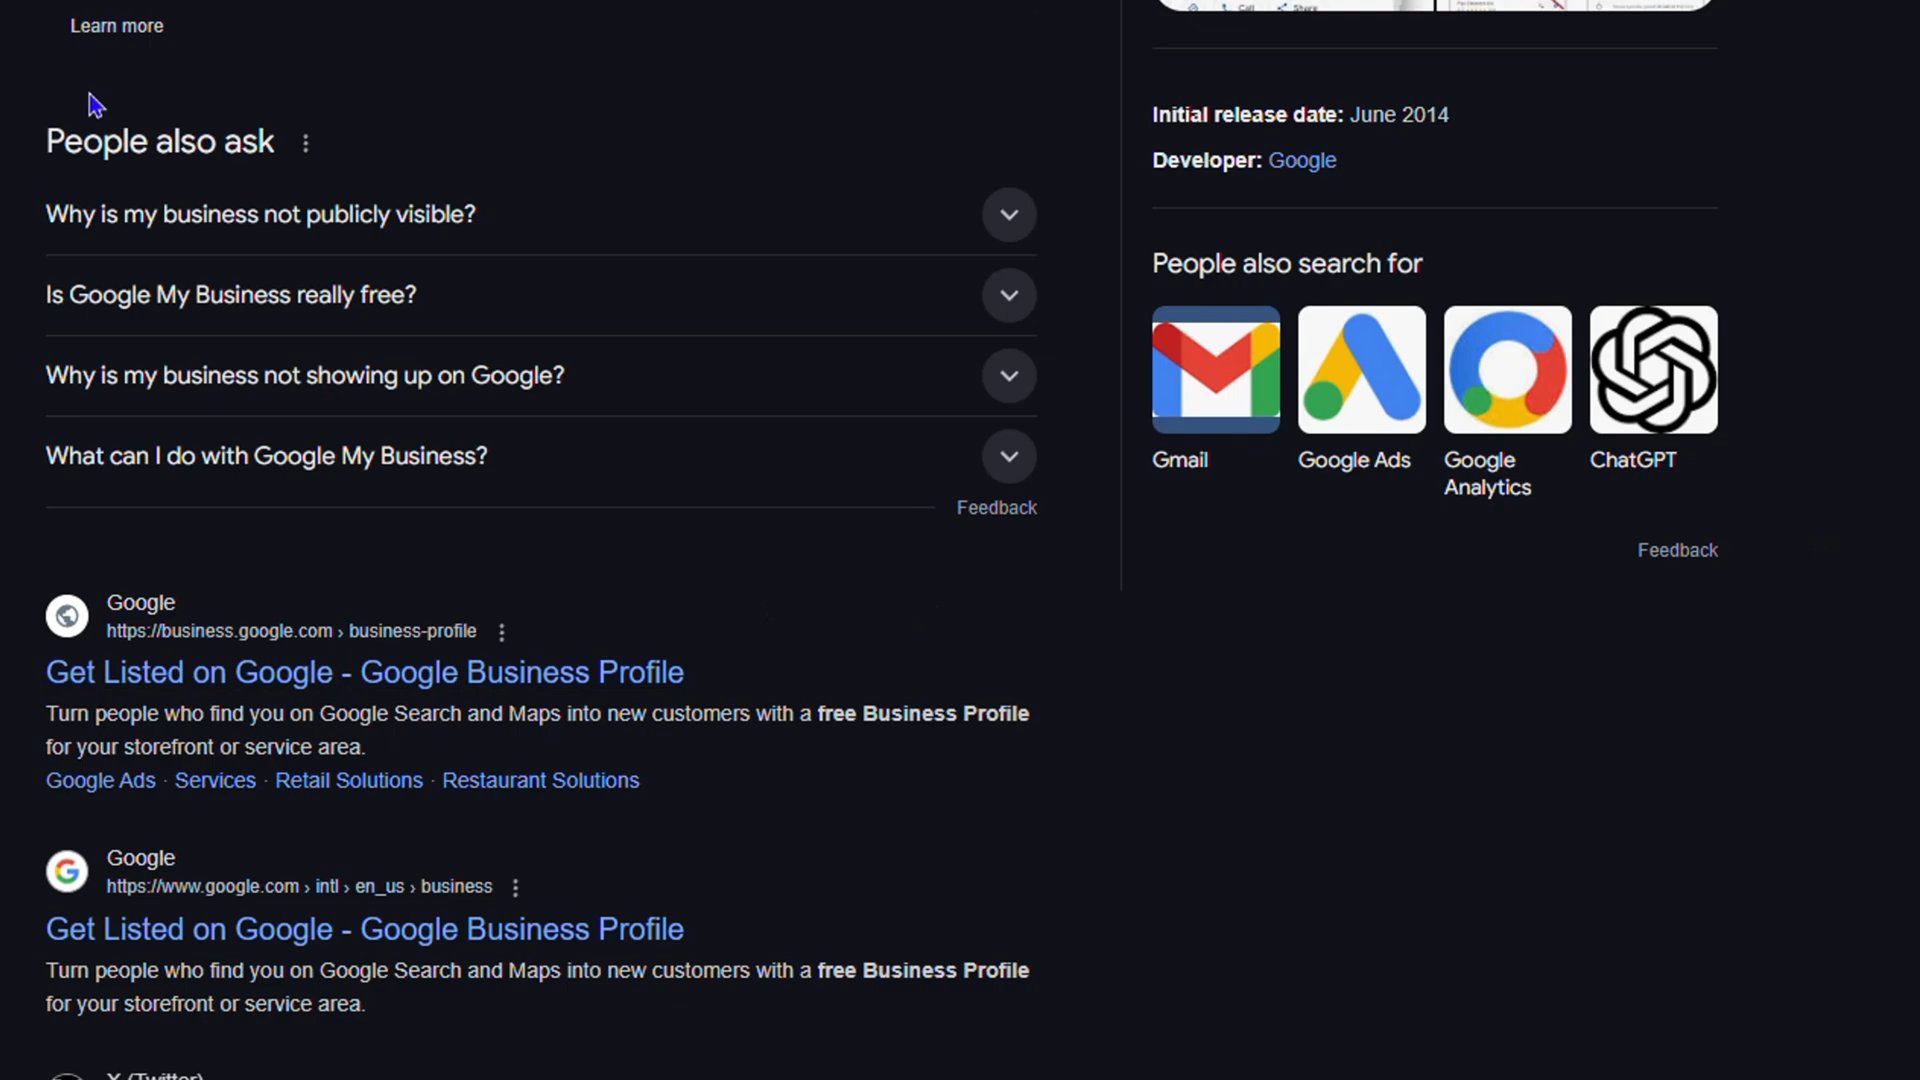 Learn more
People also ask
Why is my business not publicly visible?
Is Google My Business really free?
Why is my business not showing up on Google?
What can I do with Google My Business?
Feedback
Google
https://business.google.com › business-profile
Get Listed on Google - Google Business Profile
Turn people who find you on Google Search and Maps into new customers with a free Business Profile
for your storefront or service area.
Google Ads · Services · Retail Solutions · Restaurant Solutions
Google
https://www.google.com › intl › en_us › business
Get Listed on Google - Google Business Profile
Turn people who find you on Google Search and Maps into new customers with a free Business Profile
for your storefront or service area.
X (Twitter)
Call
Share
Initial release date: June 2014
Developer: Google
People also search for
Gmail
Google Ads
Google
Analytics
ChatGPT
Feedback